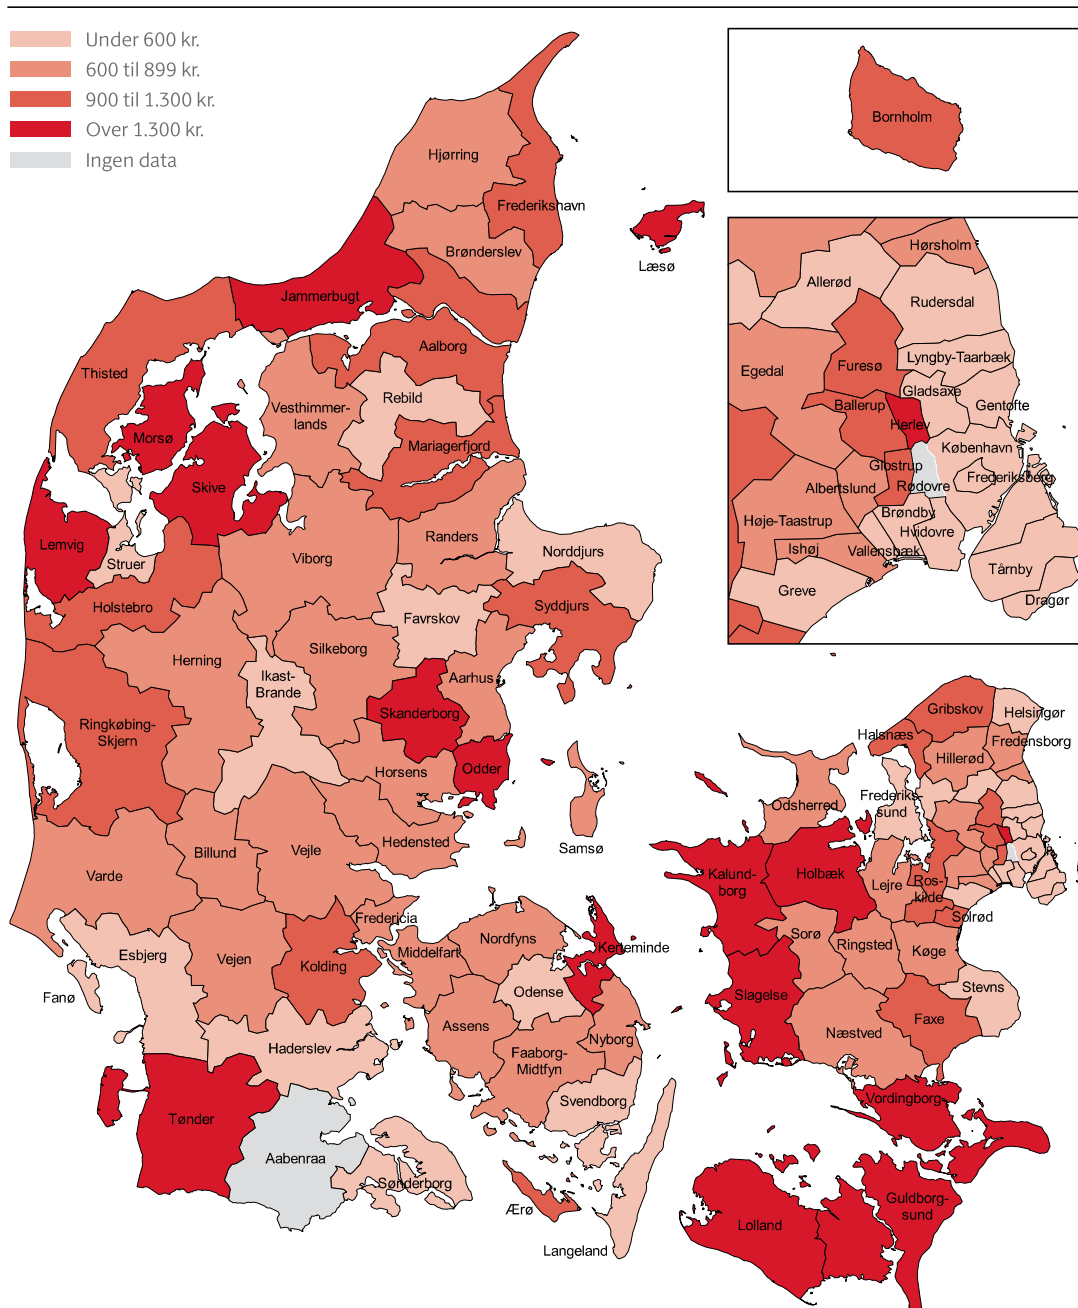 Under 600 kr.
600 til 899 kr.
900 til 1.300 kr.
Over 1.300 kr.
Ingen data
Bornholm
Hjørring
Frederikshavn
Brønderslev
Læsø
Jammerbugt
Aalborg
Thisted
Rebild
Vesthimmer-
lands
Morsø
Mariagerfjord
Skive
Lemvig
Struer
Viborg
Randers
Norddjurs
Holstebro
Favrskov
Syddjurs
Herning
Silkeborg
Ikast-
Brande
Aarhus
Skanderborg
Ringkøbing-
Skjern
Odder
Horsens
Samsø
Hedensted
Billund
Vejle
Varde
Fredericia
Esbjerg
Vejen
Kolding
Fanø
Haderslev
Tønder
Aabenraa
Sønderborg
Middelfart
Nordfyns
Kerteminde
Odense
Assens
Nyborg
Faaborg-
Midtfyn
Svendborg
Ærø
Langeland
Hørsholm
Allerød
Rudersdal
Lyngby-Taarbæk
Egedal
Furesø
Gladsaxe
Gentofte
Ballerup
Herlev
København
Glostrup
Frederiksberg
Albertslund
Rødovre
Brøndby
Høje-Taastrup
Hvidovre
Ishøj
Vallensbæk
Tårnby
Greve
Dragør
Gribskov
Helsingør
Halsnæs
Fredensborg
Hillerød
Frederiks-
sund
Odsherred
Kalund-
borg
Holbæk
Lejre
Ros-
kilde
Solrød
Sorø
Ringsted
Køge
Stevns
Slagelse
Næstved
Faxe
Vordingborg
Guldborg-
sund
Lolland